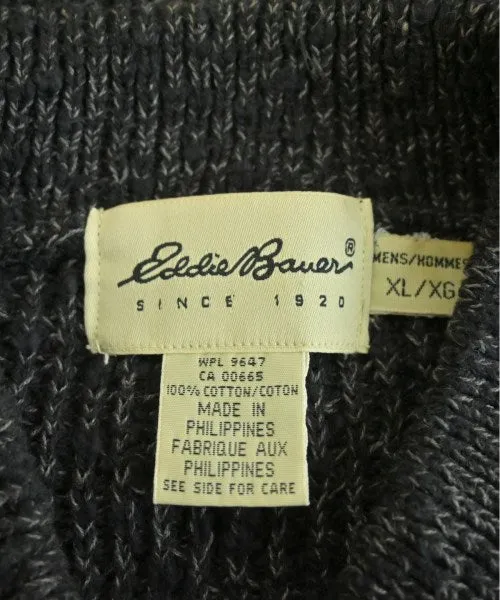 Eddie Bauer®
SINCE 1920
MENS/HOMMES
XL/XG
WPL 9647
CA 00665
100% COTTON/COTON
MADE IN
PHILIPPINES
FABRIQUE AUX
PHILIPPINES
SEE SIDE FOR CARE